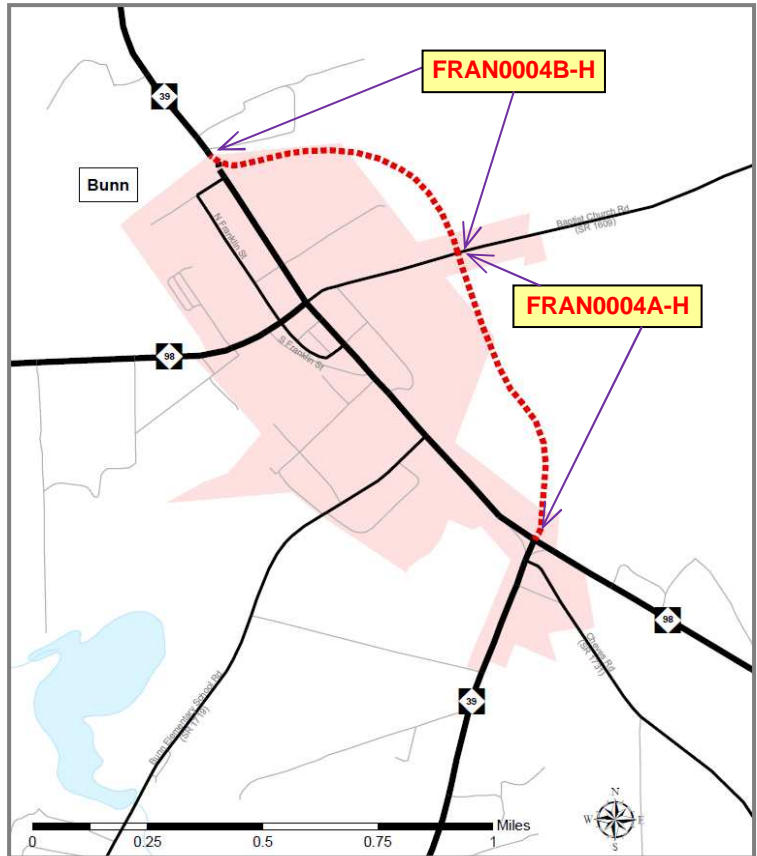 FRAN0004B-H
39
Bunn
N Franklin St
Baptist Church Rd
(SR 1609)
FRAN0004A-H
98
S Franklin St
98
Cheves Rd
(SR 1731)
Bunn Elementary School Rd
(SR 1719)
39
N
W E
S
Miles
0 0.25 0.5 0.75 1